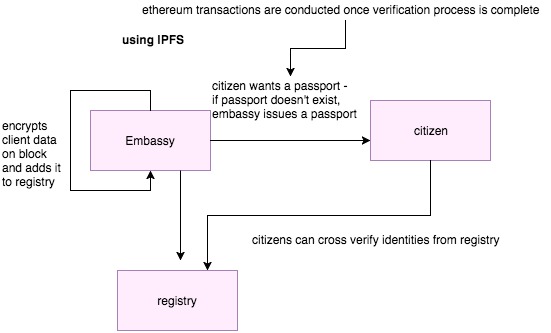 ethereum transactions are conducted once verification process is complete
using IPFS
citizen wants a passport -
if passport doesn't exist,
embassy issues a passport
encrypts
client data
on block
and adds it
to registry
Embassy
citizen
citizens can cross verify identities from registry
registry